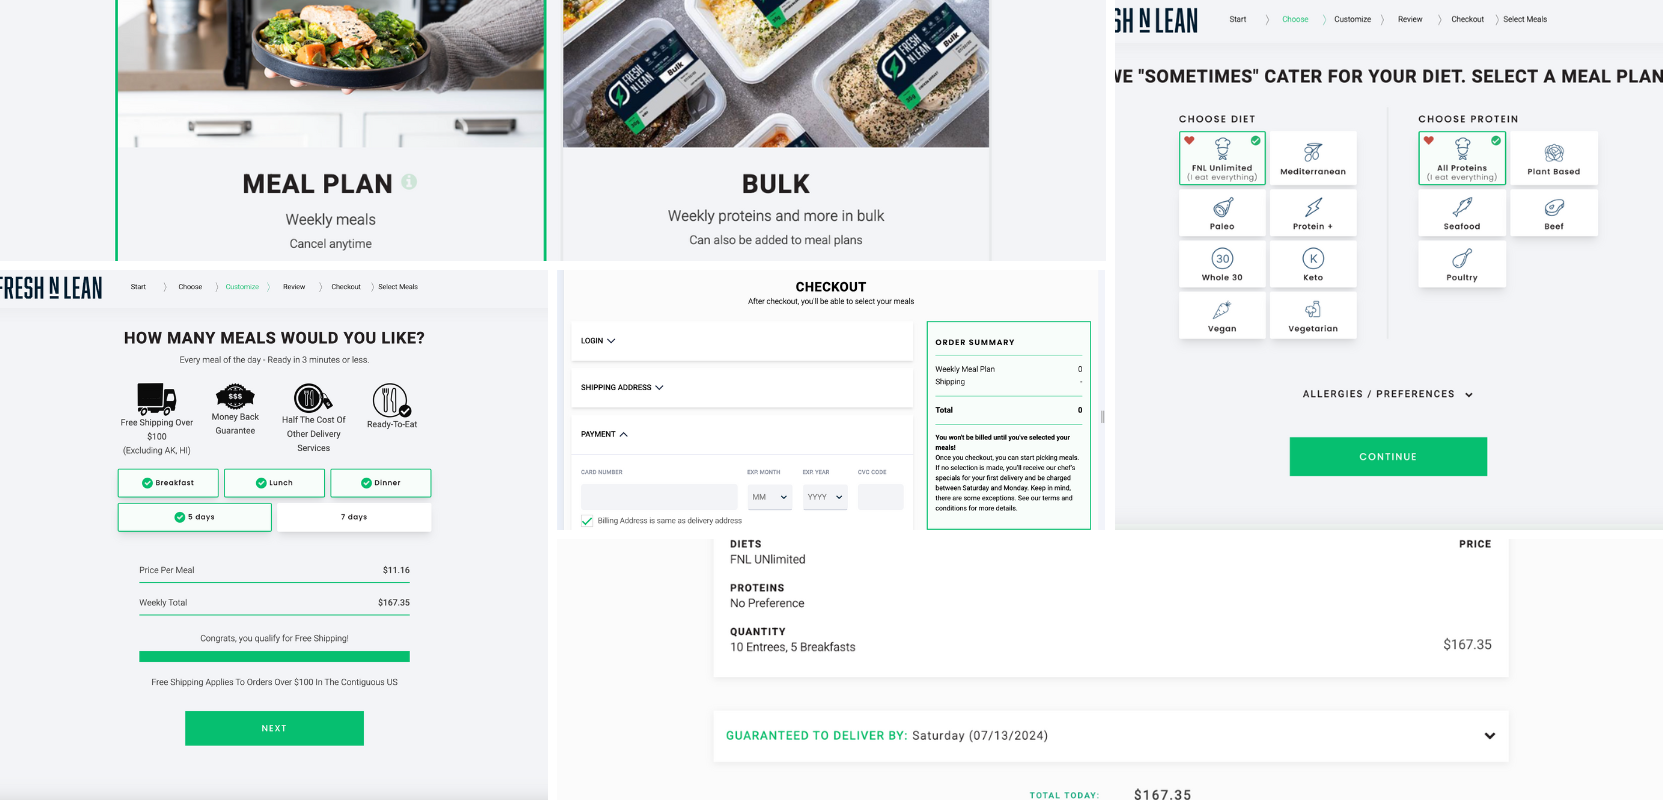 FRESH N LEAN
Bulk
FRESH N LEAN
Bulk
MEAL PLAN
Weekly meals
Cancel anytime
BULK
Weekly proteins and more in bulk
Can also be added to meal plans
SH N LEAN
Start
Choose
Customize
Review
Checkout
Select Meals
WE "SOMETIMES" CATER FOR YOUR DIET. SELECT A MEAL PLAN
CHOOSE DIET
FNL Unlimited
(I eat everything)
Mediterranean
Paleo
Protein +
30
Whole 30
K
Keto
Vegan
Vegetarian
CHOOSE PROTEIN
All Proteins
(I eat everything)
Plant Based
Seafood
Beef
Poultry
ALLERGIES / PREFERENCES
CONTINUE
FRESH N LEAN
Start
Choose
Customize
Review
Checkout
Select Meals
HOW MANY MEALS WOULD YOU LIKE?
Every meal of the day - Ready in 3 minutes or less.
Free Shipping Over
$100
(Excluding AK, HI)
$$$
Money Back
Guarantee
Half The Cost Of
Other Delivery
Services
Ready-To-Eat
Breakfast
Lunch
Dinner
5 days
7 days
Price Per Meal $11.16
Weekly Total $167.35
Congrats, you qualify for Free Shipping!
Free Shipping Applies To Orders Over $100 In The Contiguous US
NEXT
CHECKOUT
After checkout, you'll be able to select your meals
LOGIN
SHIPPING ADDRESS
PAYMENT
CARD NUMBER
EXP. MONTH
EXP. YEAR
CVC CODE
MM
YYYY
Billing Address is same as delivery address
ORDER SUMMARY
Weekly Meal Plan 0
Shipping -
Total 0
You won't be billed until you've selected your
meals!
Once you checkout, you can start picking meals.
If no selection is made, you'll receive our chef's
specials for your first delivery and be charged
between Saturday and Monday. Keep in mind,
there are some exceptions. See our terms and
conditions for more details.
DIETS
PRICE
FNL UNlimited
PROTEINS
No Preference
QUANTITY
10 Entrees, 5 Breakfasts
$167.35
GUARANTEED TO DELIVER BY: Saturday (07/13/2024)
TOTAL TODAY: $167.35